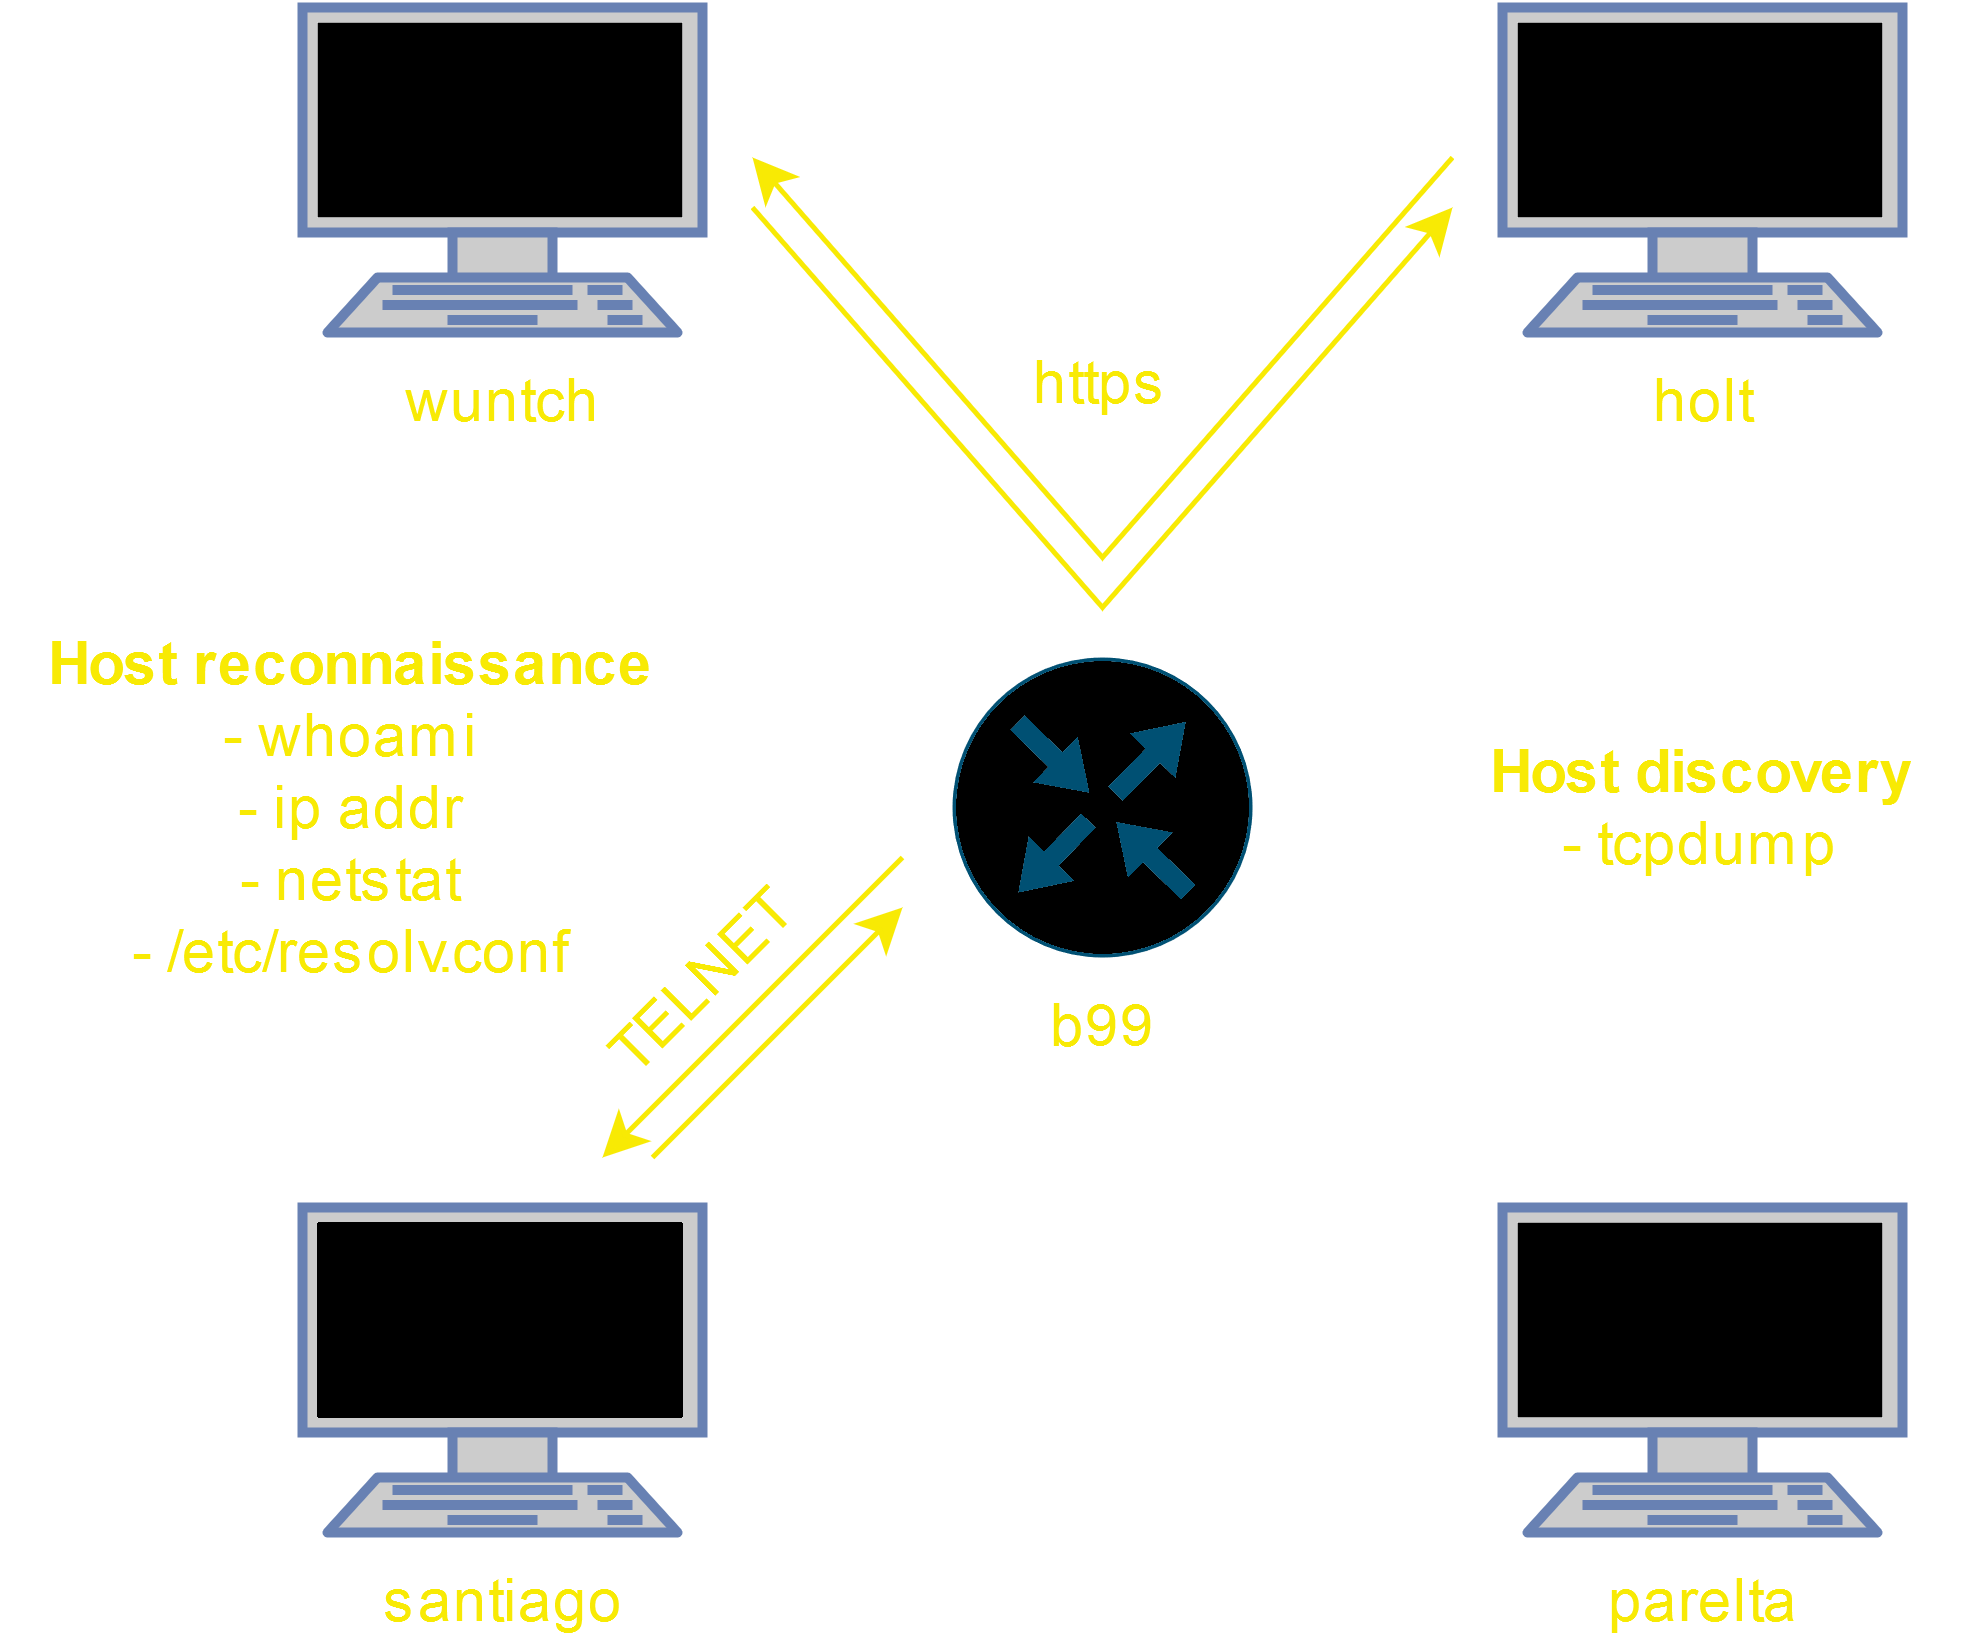 wuntch
https
holt
Host reconnaissance
- whoami
- ip addr
- netstat
- /etc/resolv.conf
Host discovery
- tcpdump
TELNET
b99
santiago
parelta